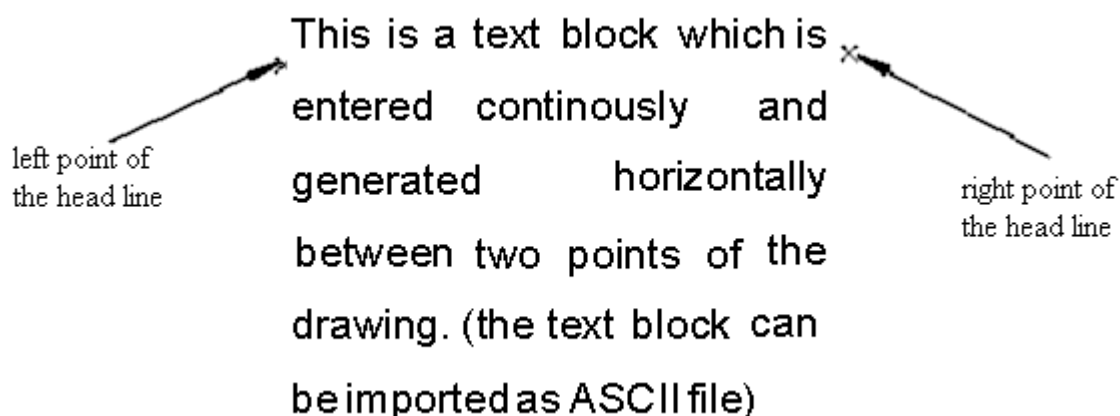 This is a text block which is
entered continously and
generated horizontally
between two points of the
drawing. (the text block can
be imported as ASCII file)
left point of
the head line
right point of
the head line